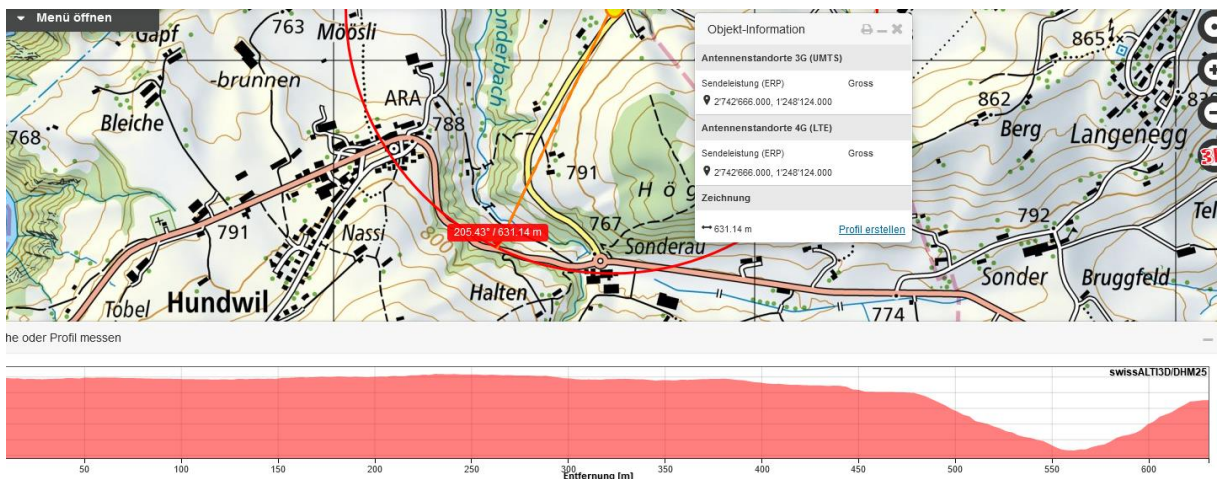 Menü öffnen
Gapf
763
Möösli
Sonderbach
-brunnen
ARA
788
Bleiche
768
791
791
Nassi
800
767
Sonderau
205.43° / 631.14 m
Tobel
Hundwil
Halten
Hög
Objekt-Information
Antennenstandorte 3G (UMTS)
Sendeleistung (ERP) Gross
2'742'666.000, 1'248'124.000
Antennenstandorte 4G (LTE)
Sendeleistung (ERP) Gross
2'742'666.000, 1'248'124.000
Zeichnung
631.14 m Profil erstellen
865
862
Berg
Langenegg
792
Tel
Sonder
Bruggfeld
774
he oder Profil messen
swissALTI3D/DHM25
50 100 150 200 250 300 350 400 450 500 550 600
Entfernung [m]